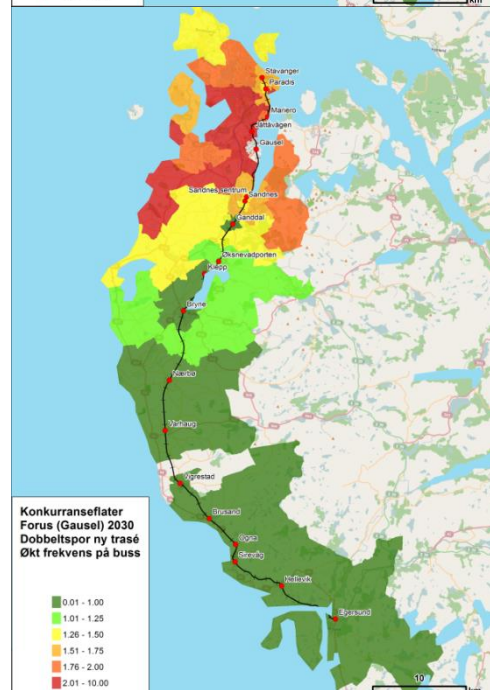 km
Stavanger
Paradis
Mariero
Jåttåvågen
Gausel
Sandnes sentrum
Sandnes
Ganddal
Øksnevadporten
Klepp
Bryne
Nærbø
Varhaug
Vigrestad
Brusand
Ogna
Sirevåg
Hellevik
Egersund
Konkurranseflater
Forus (Gausel) 2030
Dobbeltspor ny trasé
Økt frekvens på buss
0.01 - 1.00
1.01 - 1.25
1.26 - 1.50
1.51 - 1.75
1.76 - 2.00
2.01 - 10.00
10